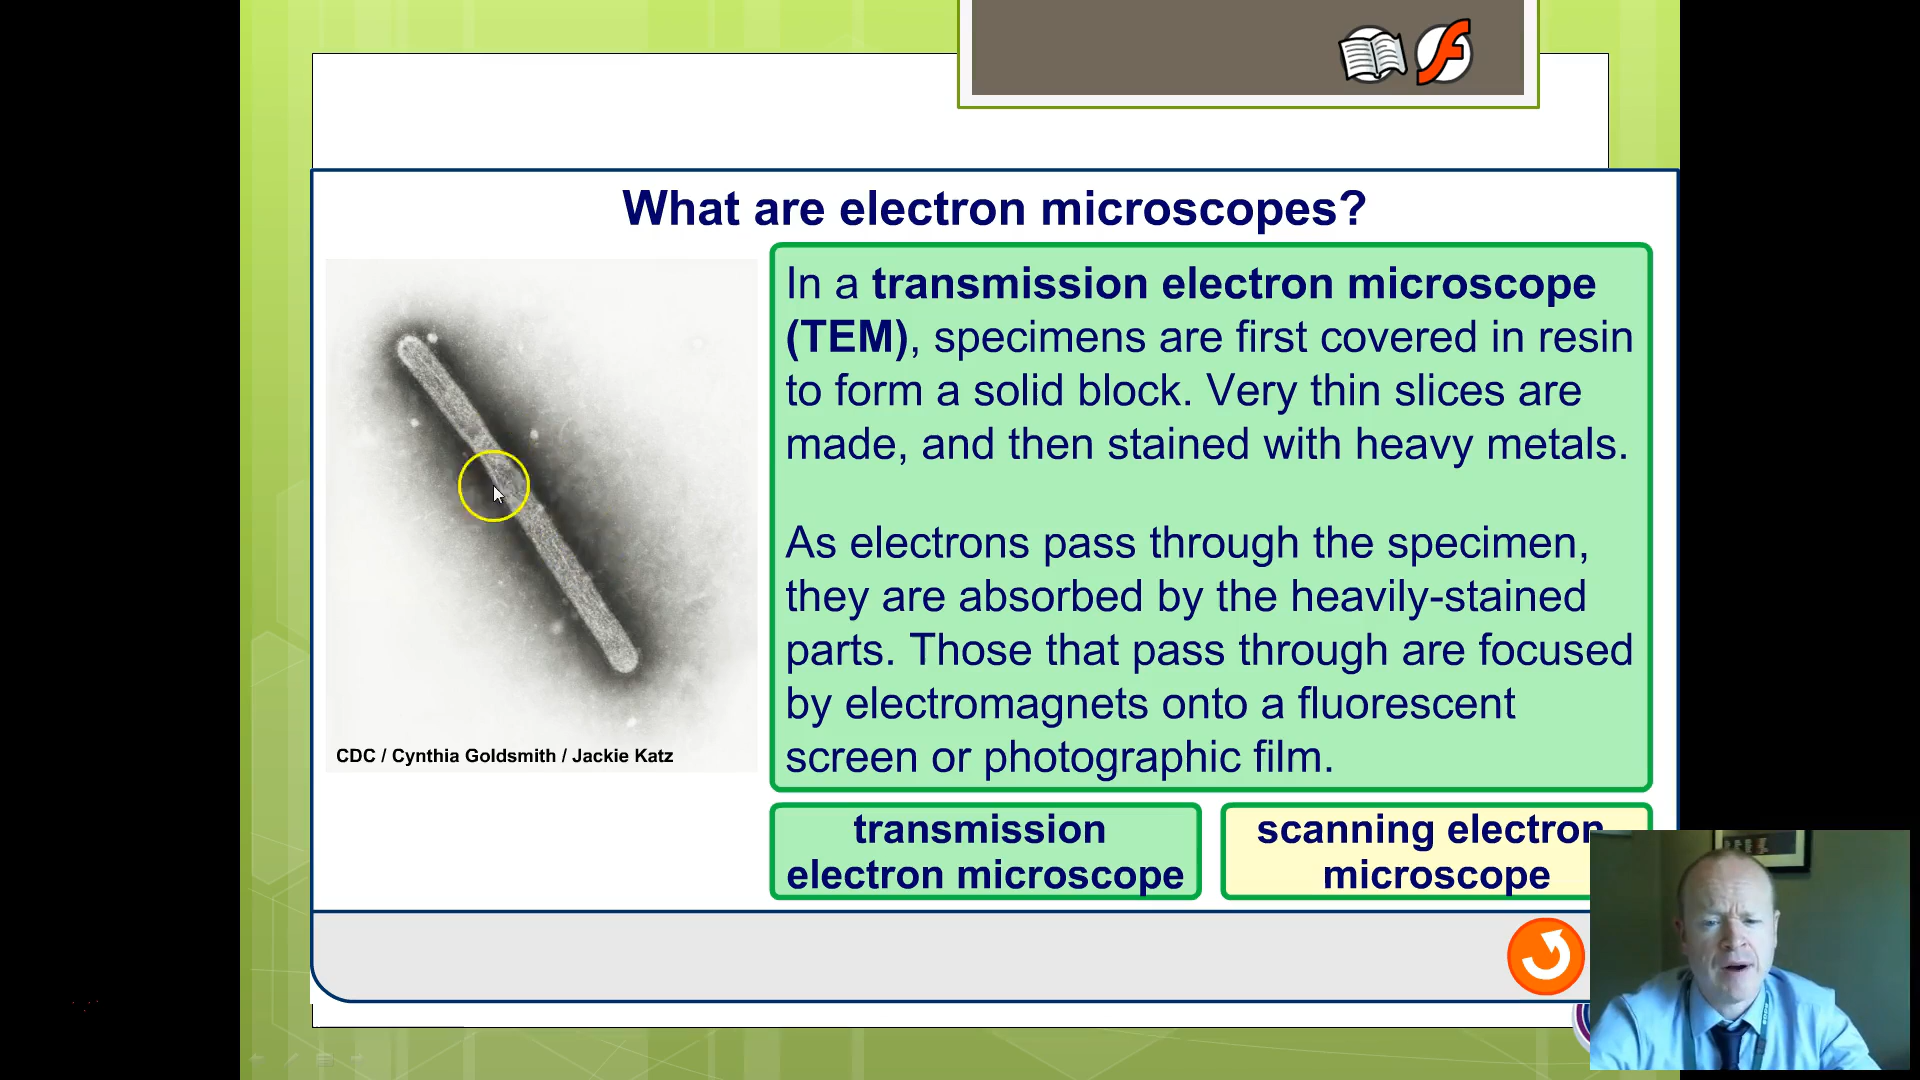 What are electron microscopes?
In a transmission electron microscope
(TEM), specimens are first covered in resin
to form a solid block. Very thin slices are
made, and then stained with heavy metals.
As electrons pass through the specimen,
they are absorbed by the heavily-stained
parts. Those that pass through are focused
by electromagnets onto a fluorescent
screen or photographic film.
CDC / Cynthia Goldsmith / Jackie Katz
transmission
electron microscope
scanning electron
microscope